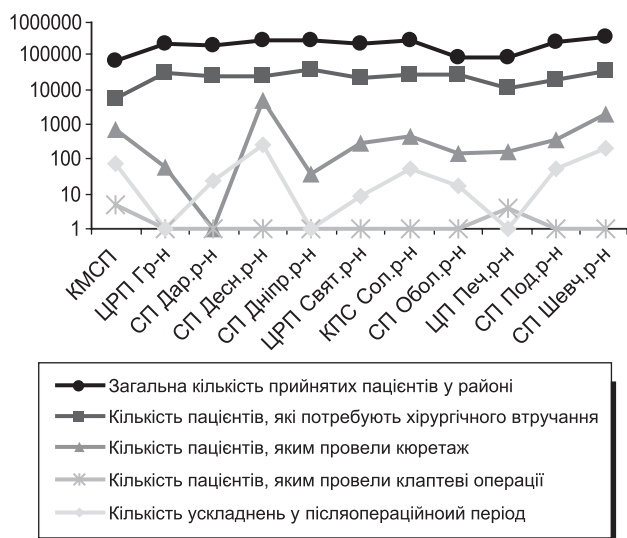 1000000
100000
10000
1000
100
10
1
КМСП
ЦРП Гр-н
СП Дар.р-н
СП Десн.р-н
СП Дніпр.р-н
ЦРП Свят.р-н
КПС Сол.р-н
СП Обол.р-н
ЦП Печ.р-н
СП Под.р-н
СП Шевч.р-н
Загальна кількість прийнятих пацієнтів у районі
Кількість пацієнтів, які потребують хірургічного втручання
Кількість пацієнтів, яким провели кюретаж
Кількість пацієнтів, яким провели клаптеві операції
Кількість ускладнень у післяопераційноий період